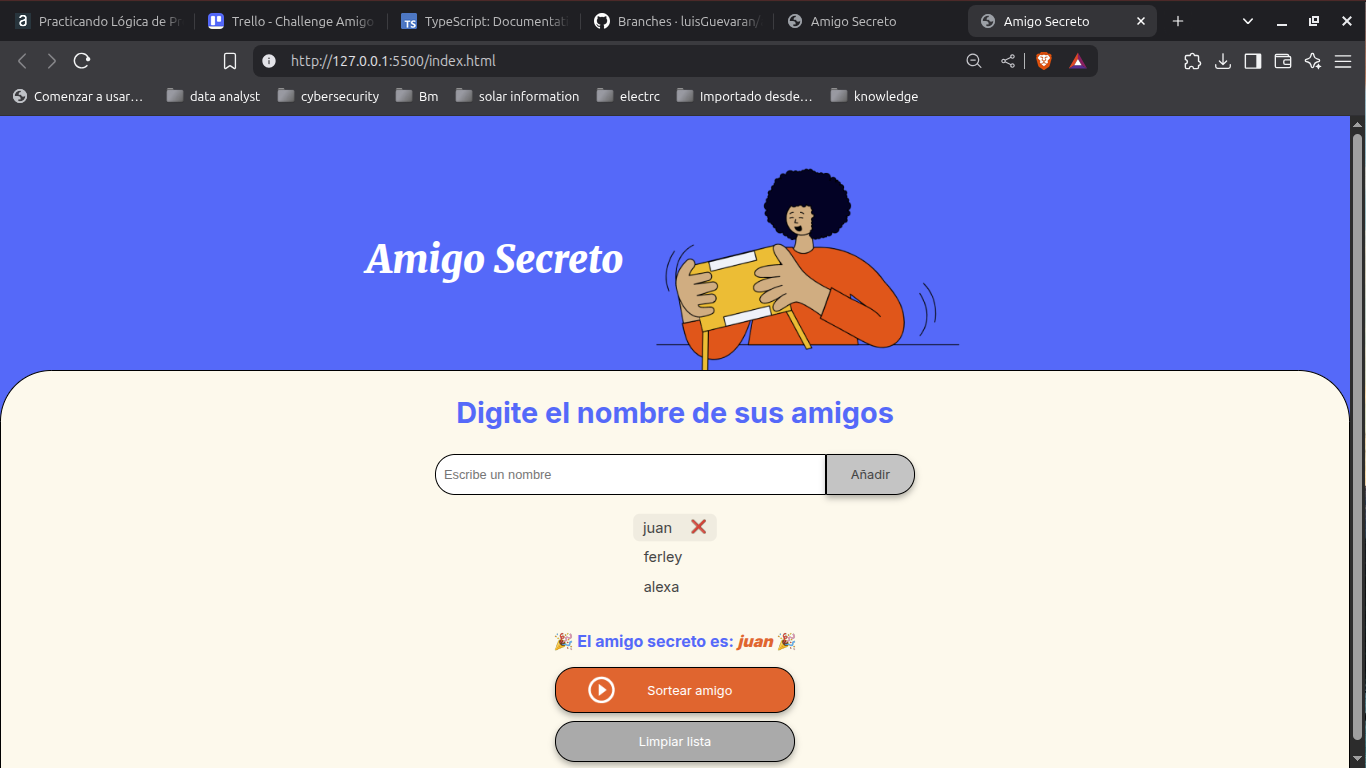 Practicando Lógica de Pr
Trello - Challenge Amigo
TS TypeScript: Documentati
Branches · luisGuevaran/
Amigo Secreto
Amigo Secreto
http://127.0.0.1:5500/index.html
Comenzar a usar…
data analyst
cybersecurity
Bm
solar information
electrc
Importado desde…
knowledge
Amigo Secreto
Digite el nombre de sus amigos
Escribe un nombre
Añadir
juan ❌
ferley
alexa
🎉 El amigo secreto es: juan 🎉
Sortear amigo
Limpiar lista